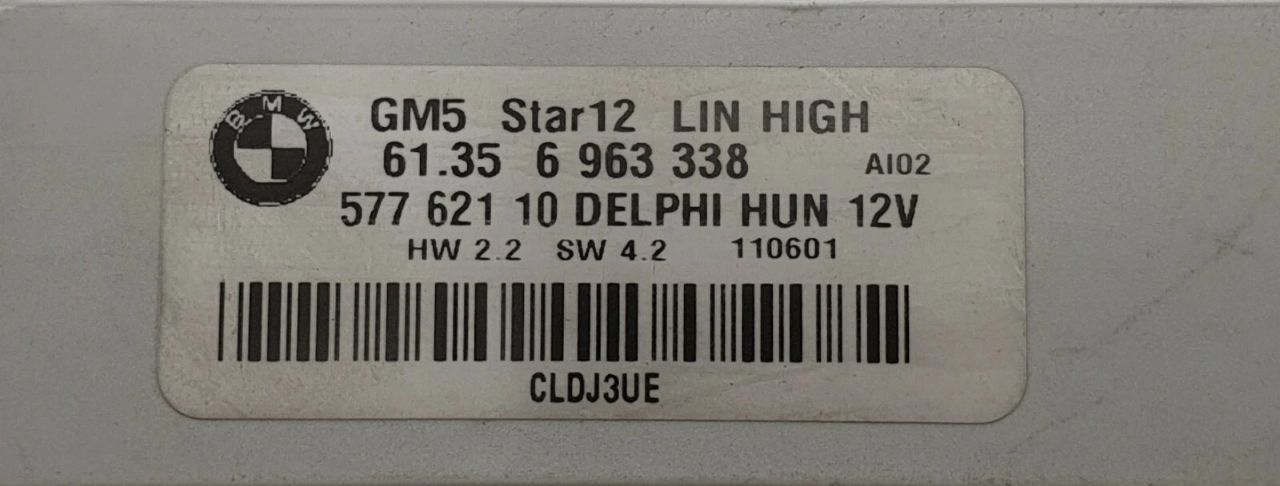 BMW
GM5 Star12 LIN HIGH
61.35 6 963 338 AI02
577 621 10 DELPHI HUN 12V
HW 2.2 SW 4.2 110601
CLDJ3UE